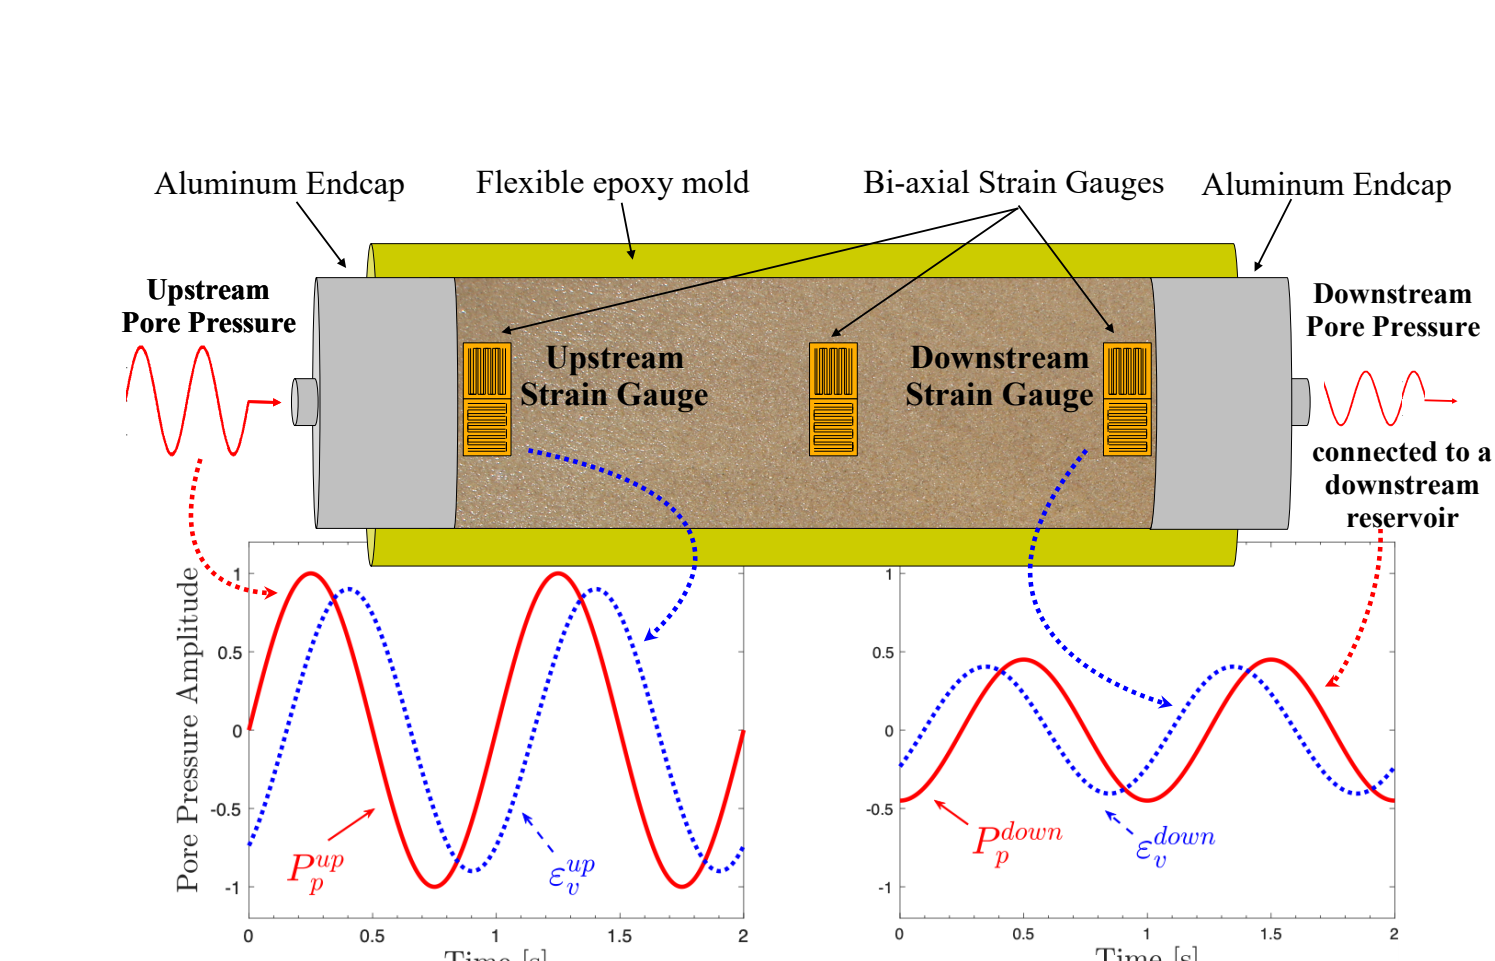 Aluminum Endcap
Flexible epoxy mold
Bi-axial Strain Gauges
Aluminum Endcap
Upstream
Pore Pressure
Downstream
Pore Pressure
Upstream
Strain Gauge
Downstream
Strain Gauge
connected to a
downstream
reservoir
Pore Pressure Amplitude
1
0.5
0
-0.5
-1
P_p^{up}
ε_v^{up}
0
0.5
1
1.5
2
Time [s]
1
0.5
0
-0.5
-1
P_p^{down}
ε_v^{down}
0
0.5
1
1.5
2
Time [s]